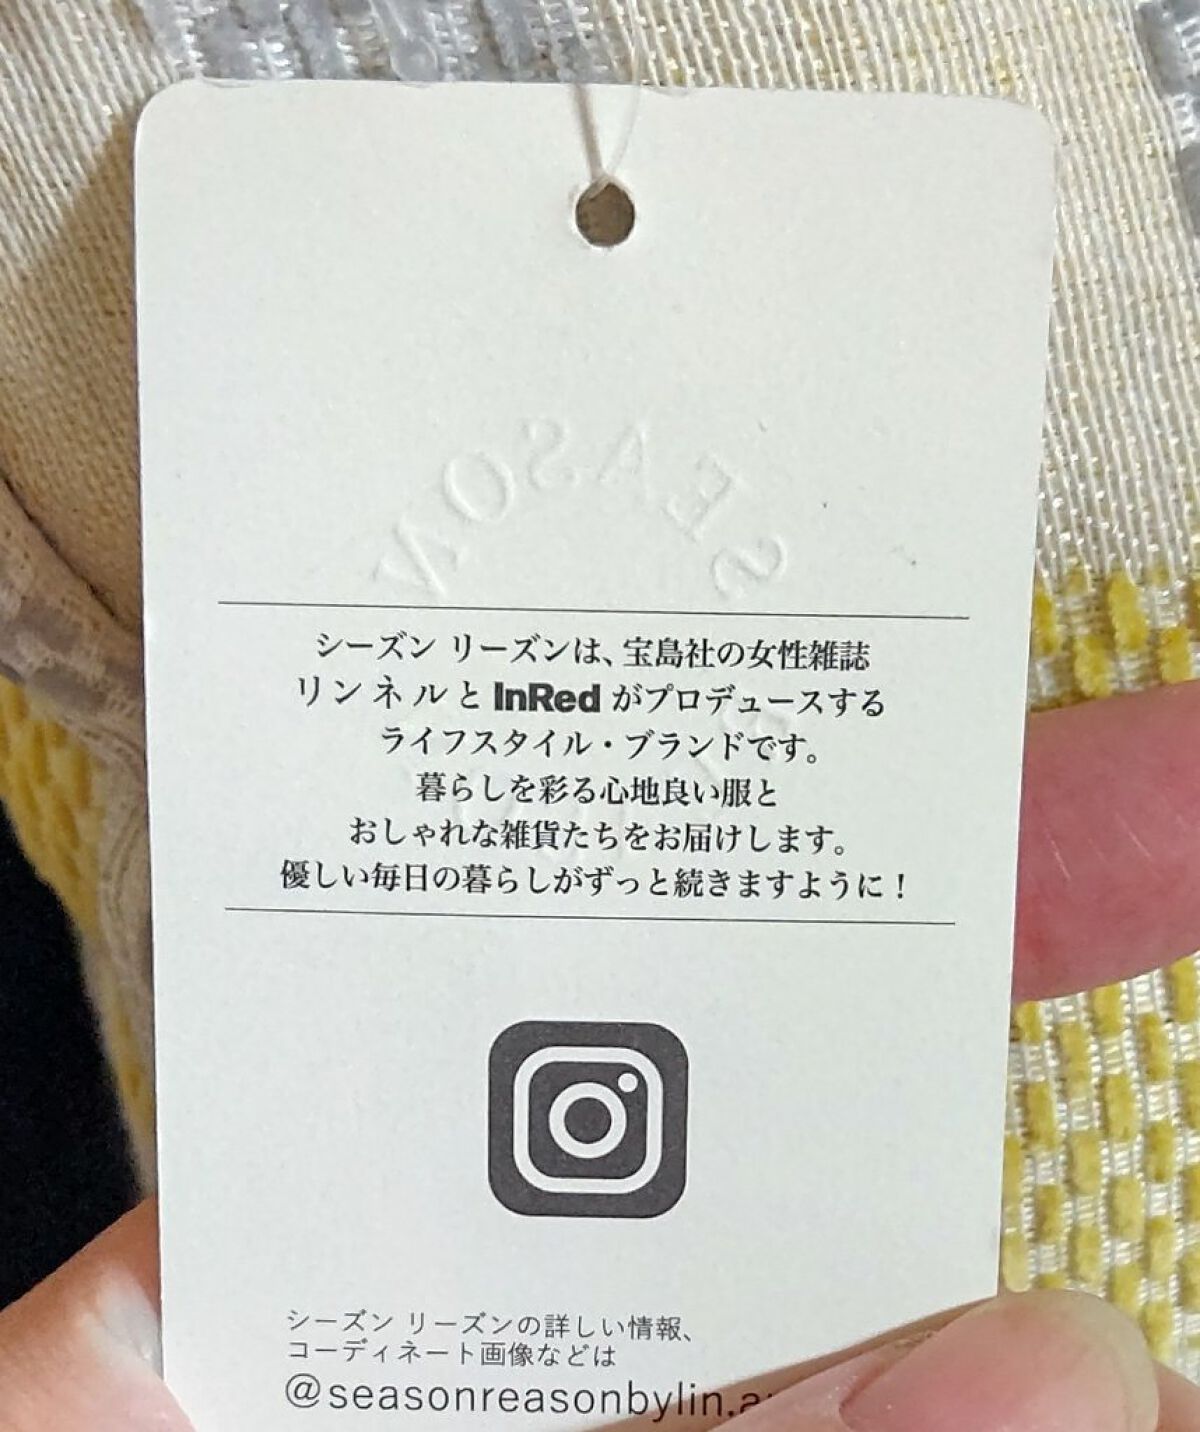 SEASON
シーズン リーズンは、宝島社の女性雑誌
リンネルと InRed がプロデュースする
ライフスタイル・ブランドです。
暮らしを彩る心地良い服と
おしゃれな雑貨たちをお届けします。
優しい毎日の暮らしがずっと続きますように！
シーズン リーズンの詳しい情報、
コーディネート画像などは
@seasonreasonbylin.a